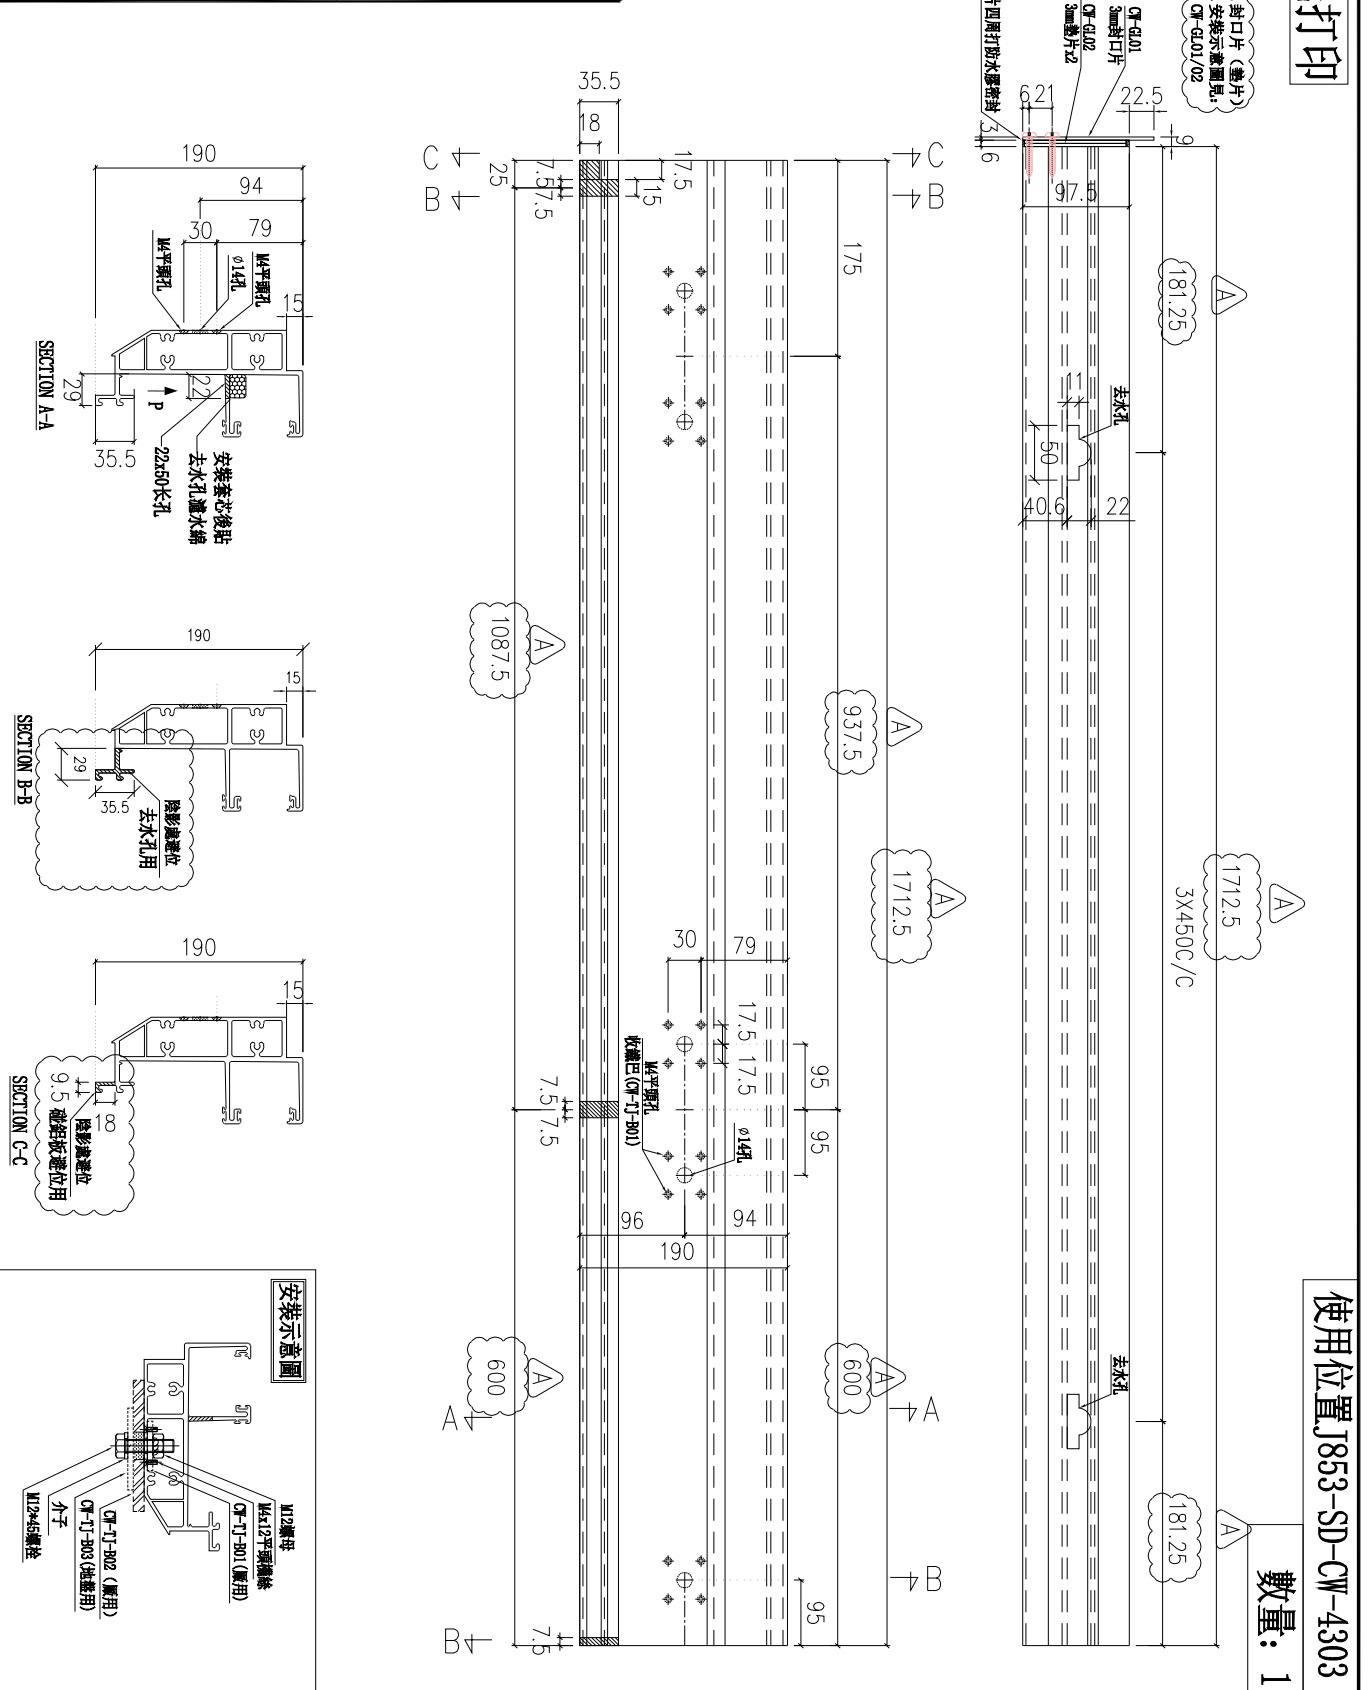 打印
使用位置J853-SD-CW-4303
數量: 1
封口片（墊片）
安裝示意圖見:
CW-GL01/02
CW-GL01
3mm封口片
CW-GL02
3mm墊片x2
片四周打防水膠密封
6
21
22.5
9
3
6
97.5
A
181.25
A
1712.5
3X450C/C
A
181.25
去水孔
11
50
40.6
22
去水孔
35.5
18
C
C
B
B
25
7.5
7.5
17.5
15
175
A
937.5
A
1712.5
A
1087.5
30
79
17.5
17.5
95
95
M4平頭孔
收鐵巴(CW-TJ-B01)
ø14孔
7.5
7.5
96
94
190
A
600
A
600
A
A
B
B
95
7.5
190
94
30
79
M4平頭孔
ø14孔
M4平頭孔
15
22
29
P
35.5
22x50长孔
去水孔濾水綿
安裝套芯後貼
SECTION A-A
190
15
29
35.5
陰影處避位
去水孔用
SECTION B-B
190
15
9.5
18
陰影處避位
碰鋁板避位用
SECTION C-C
安裝示意圖
M12螺母
M4x12平頭機絲
CW-TJ-B01(廠用)
CW-TJ-B02 (廠用)
CW-TJ-B03(地盤用)
介子
M12*45螺栓